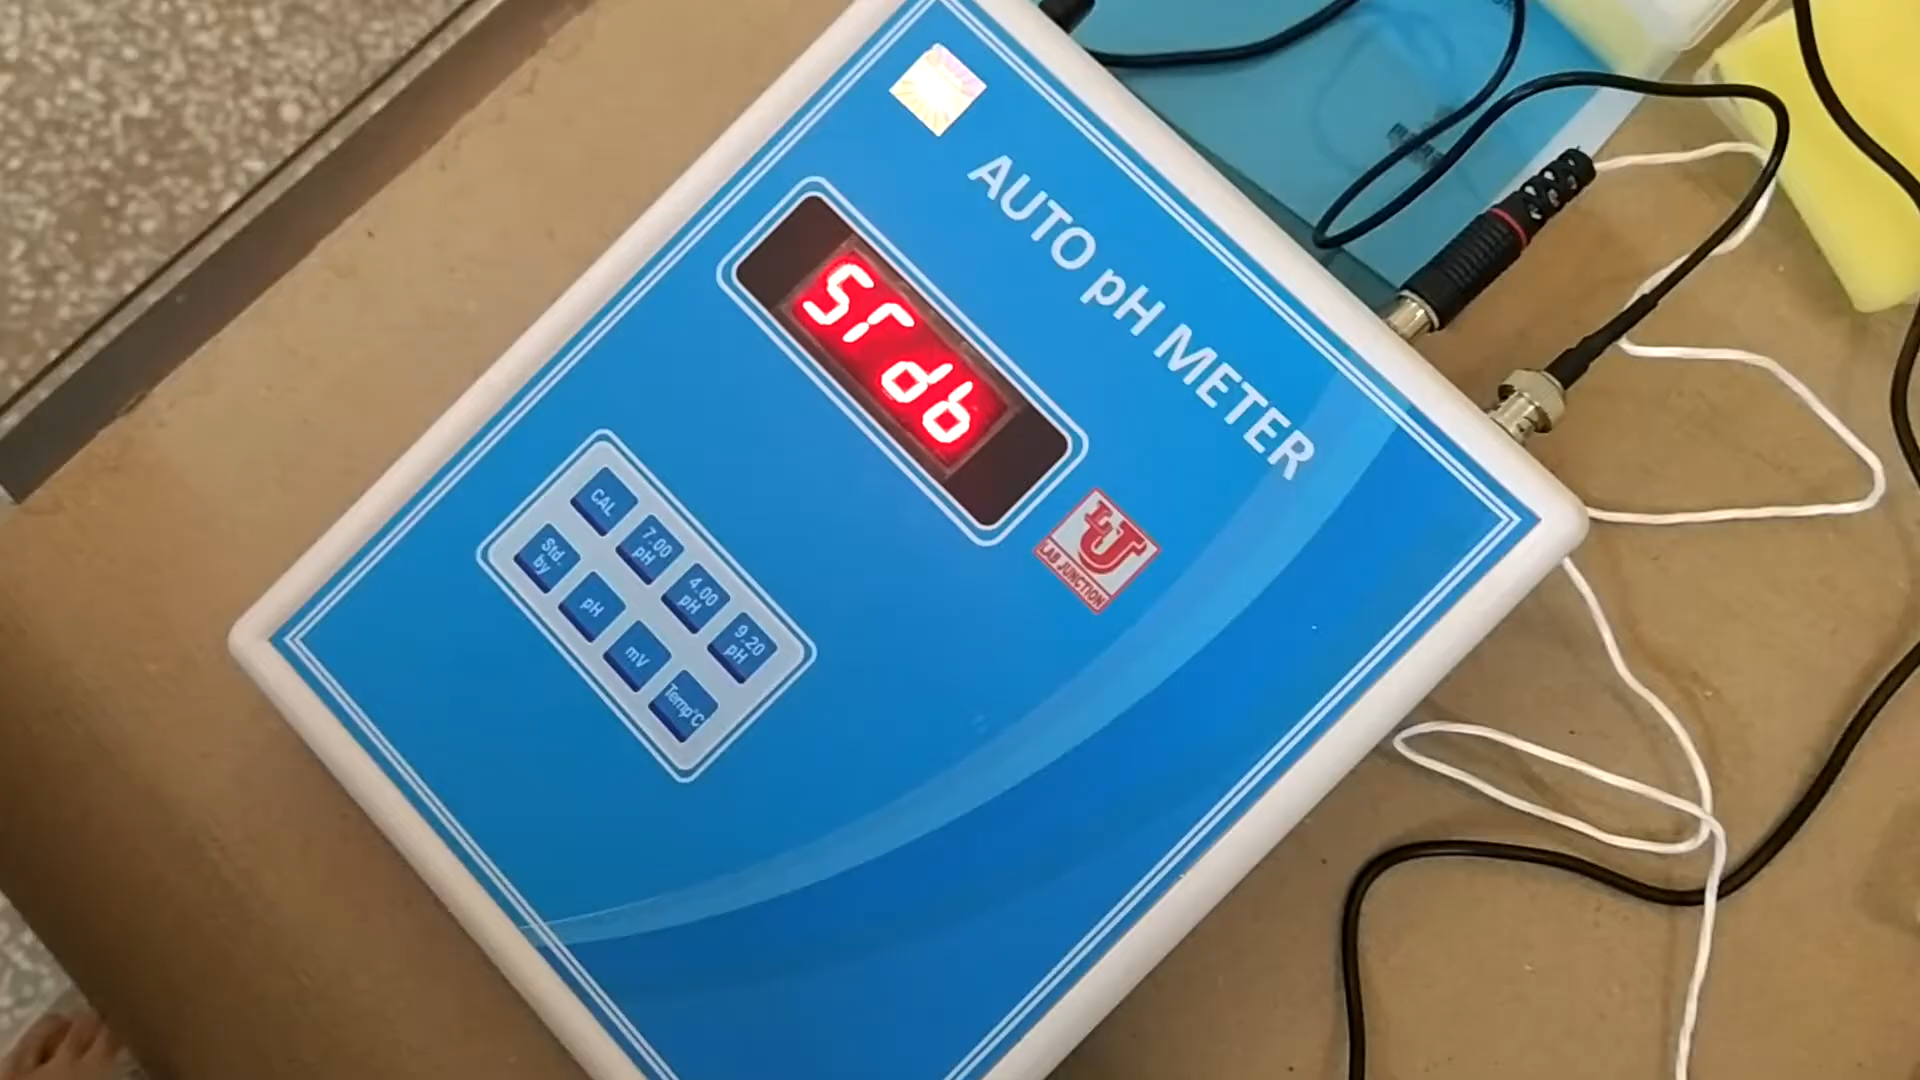 AUTO pH METER
STdb
LJ
LAB JUNCTION
CAL
7.00 pH
4.00 pH
9.20 pH
Std. by
pH
mV
Temp°C